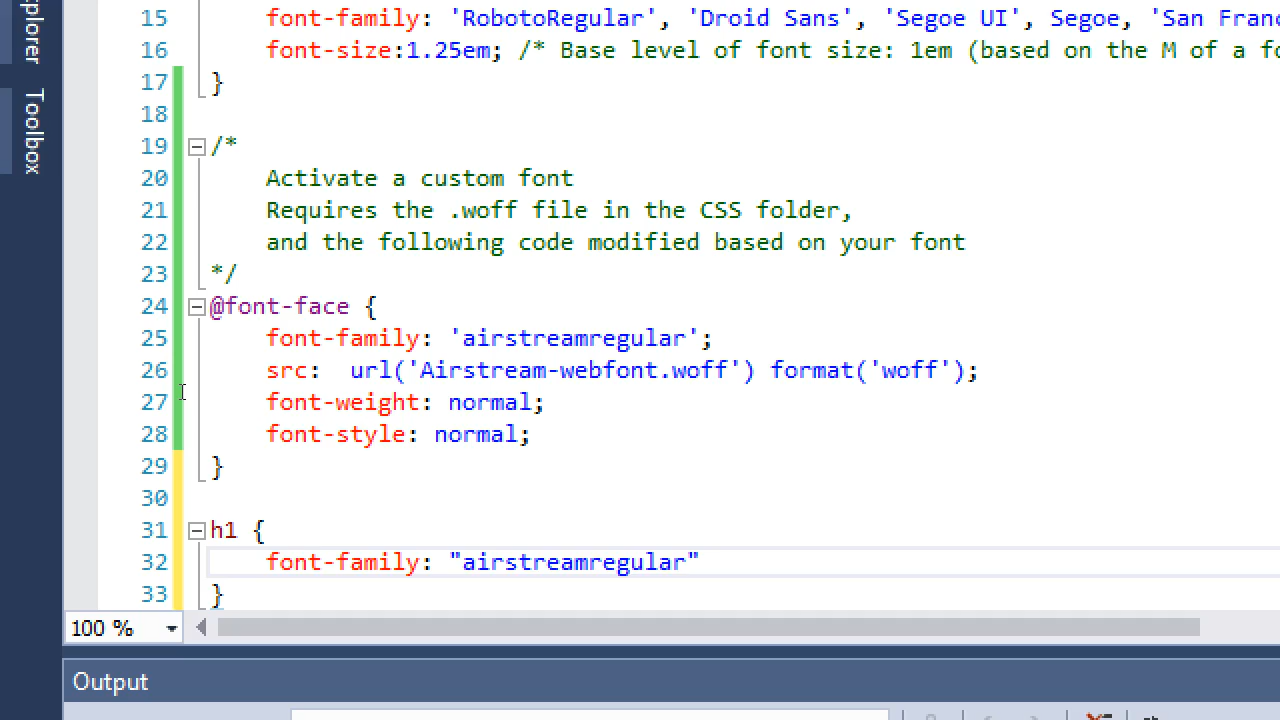 plorer
Toolbox
15 font-family: 'RobotoRegular', 'Droid Sans', 'Segoe UI', Segoe, 'San Franc
16 font-size:1.25em; /* Base level of font size: 1em (based on the M of a fo
17 }
18
19 /*
20 Activate a custom font
21 Requires the .woff file in the CSS folder,
22 and the following code modified based on your font
23 */
24 @font-face {
25 font-family: 'airstreamregular';
26 src:  url('Airstream-webfont.woff') format('woff');
27 font-weight: normal;
28 font-style: normal;
29 }
30
31 h1 {
32 font-family: "airstreamregular"
33 }
100 %
Output